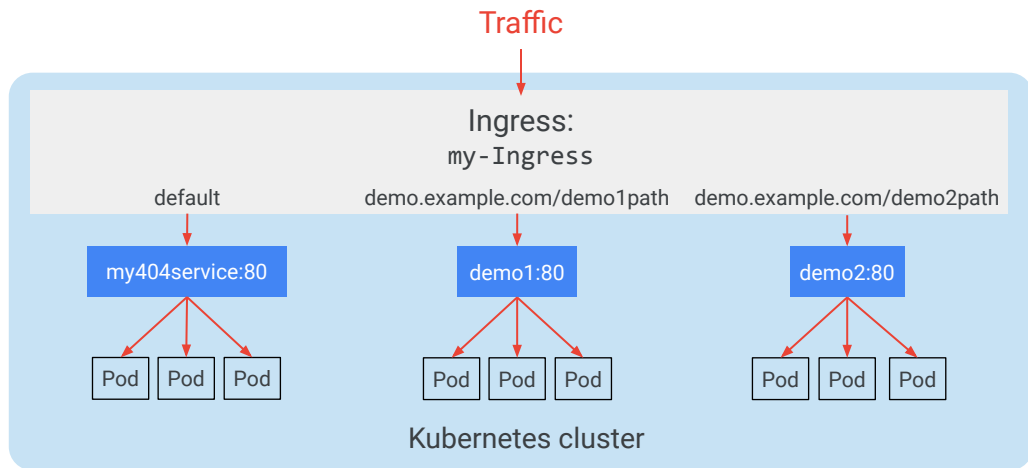 Traffic
Ingress:
my-Ingress
default
demo.example.com/demo1path
demo.example.com/demo2path
my404service:80
demo1:80
demo2:80
Pod
Pod
Pod
Pod
Pod
Pod
Pod
Pod
Pod
Kubernetes cluster